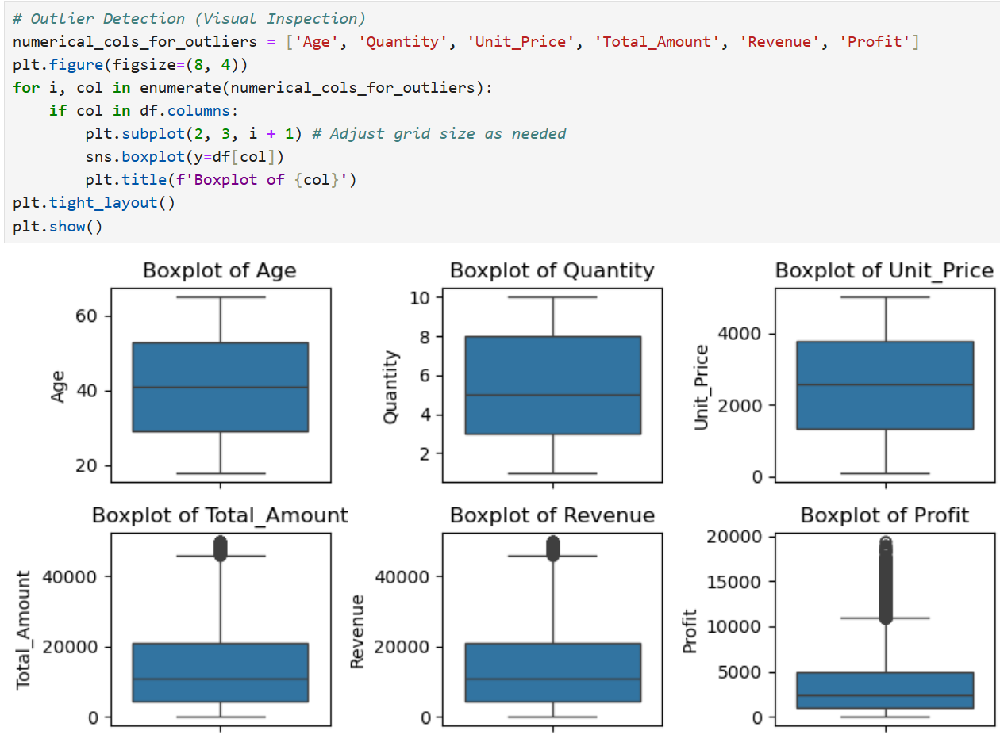 # Outlier Detection (Visual Inspection)
numerical_cols_for_outliers = ['Age', 'Quantity', 'Unit_Price', 'Total_Amount', 'Revenue', 'Profit']
plt.figure(figsize=(8, 4))
for i, col in enumerate(numerical_cols_for_outliers):
    if col in df.columns:
        plt.subplot(2, 3, i + 1) # Adjust grid size as needed
        sns.boxplot(y=df[col])
        plt.title(f'Boxplot of {col}')
plt.tight_layout()
plt.show()
Boxplot of Age
Age
60
40
20
Boxplot of Quantity
Quantity
10
8
6
4
2
Boxplot of Unit_Price
Unit_Price
4000
2000
0
Boxplot of Total_Amount
Total_Amount
40000
20000
0
Boxplot of Revenue
Revenue
40000
20000
0
Boxplot of Profit
Profit
20000
15000
10000
5000
0